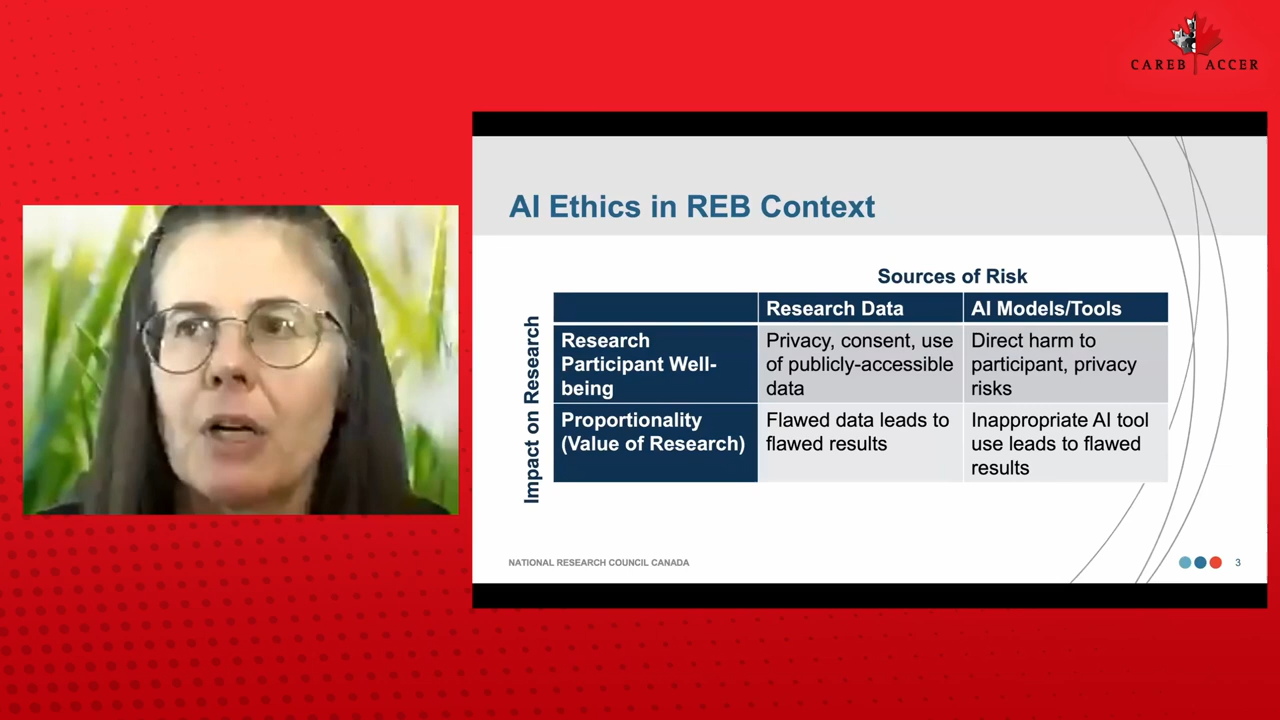 CAREB ACCER
AI Ethics in REB Context
Sources of Risk
Impact on Research
Research Data
AI Models/Tools
Research
Participant Well-
being
Privacy, consent, use
of publicly-accessible
data
Direct harm to
participant, privacy
risks
Proportionality
(Value of Research)
Flawed data leads to
flawed results
Inappropriate AI tool
use leads to flawed
results
NATIONAL RESEARCH COUNCIL CANADA
3